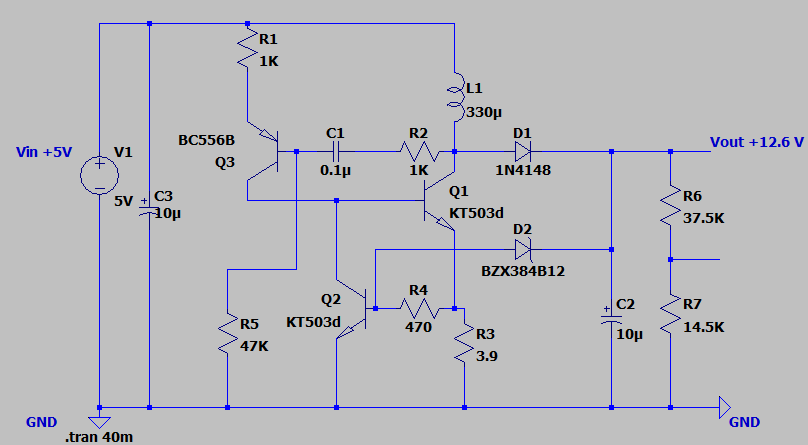 R1
1K
L1
330µ
BC556B
Q3
C1
0.1µ
R2
1K
D1
1N4148
Vout +12.6 V
Vin +5V
V1
5V
C3
10µ
Q1
KT503d
R6
37.5K
D2
BZX384B12
Q2
KT503d
R4
470
R5
47K
R3
3.9
C2
10µ
R7
14.5K
GND
GND
.tran 40m